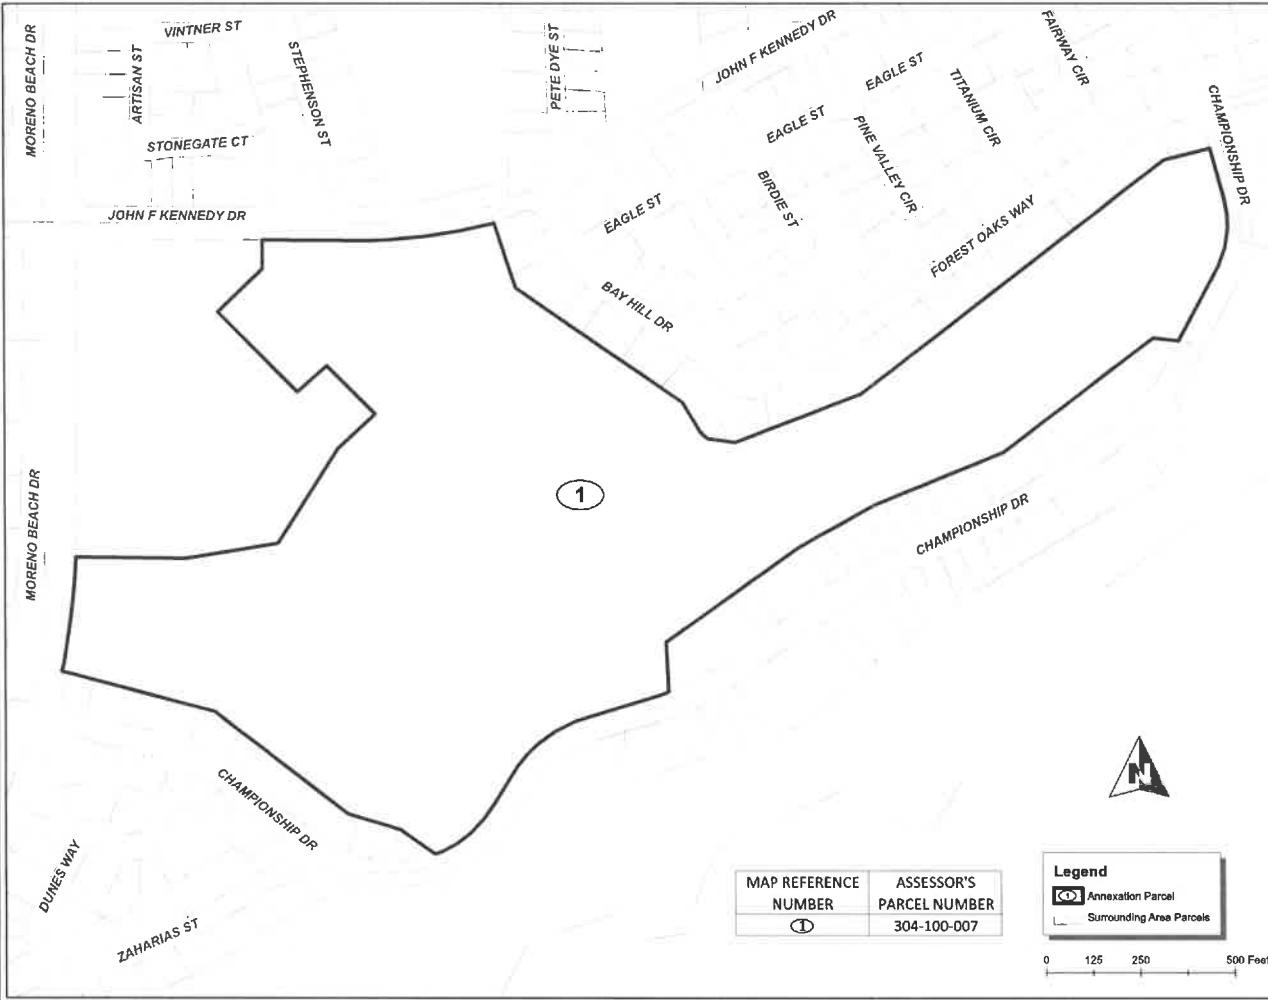 MORENO BEACH DR
VINTNER ST
ARTISAN ST
STEPHENSON ST
STONEGATE CT
JOHN F KENNEDY DR
PETE DYE ST
JOHN F KENNEDY DR
EAGLE ST
EAGLE ST
EAGLE ST
BIRDIE ST
PINE VALLEY CIR
TITANIUM CIR
FAIRWAY CIR
CHAMPIONSHIP DR
FOREST OAKS WAY
BAY HILL DR
MORENO BEACH DR
1
CHAMPIONSHIP DR
CHAMPIONSHIP DR
DUNES WAY
ZAHARIAS ST
N
MAP REFERENCE NUMBER ASSESSOR'S PARCEL NUMBER
1 304-100-007
Legend
1 Annexation Parcel
Surrounding Area Parcels
0 125 250 500 Feet